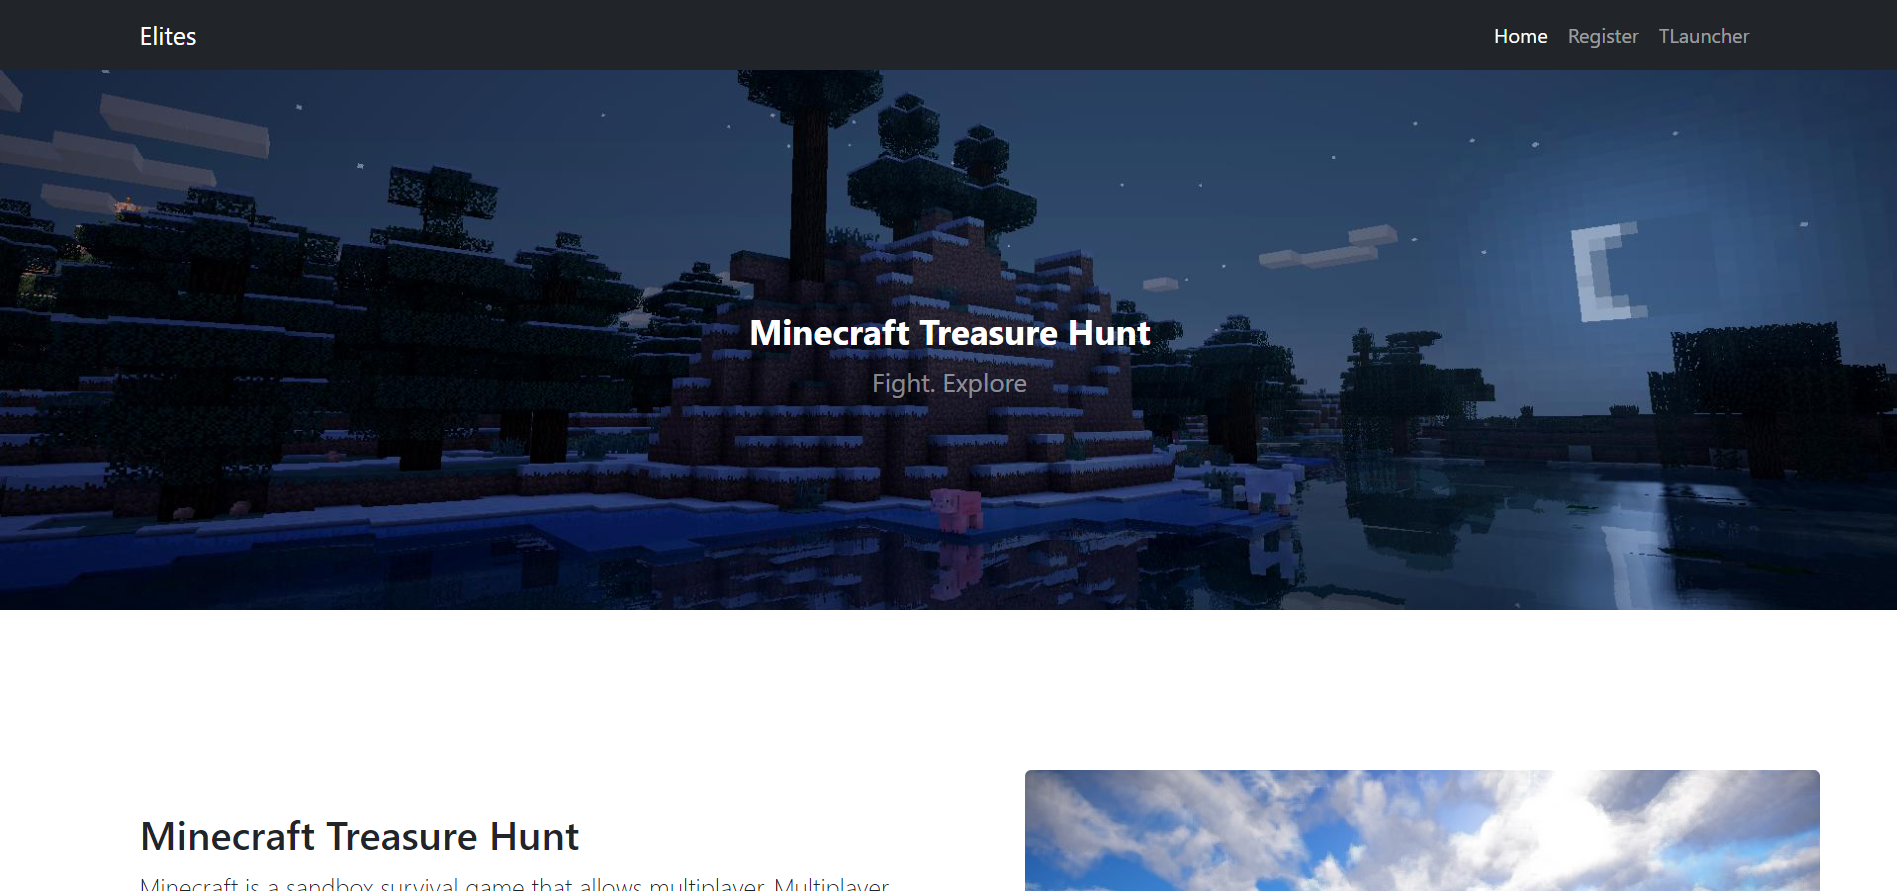 Elites
Home Register TLauncher
Minecraft Treasure Hunt
Fight. Explore
Minecraft Treasure Hunt
Minecraft is a sandbox survival game that allows multiplayer. Multiplayer